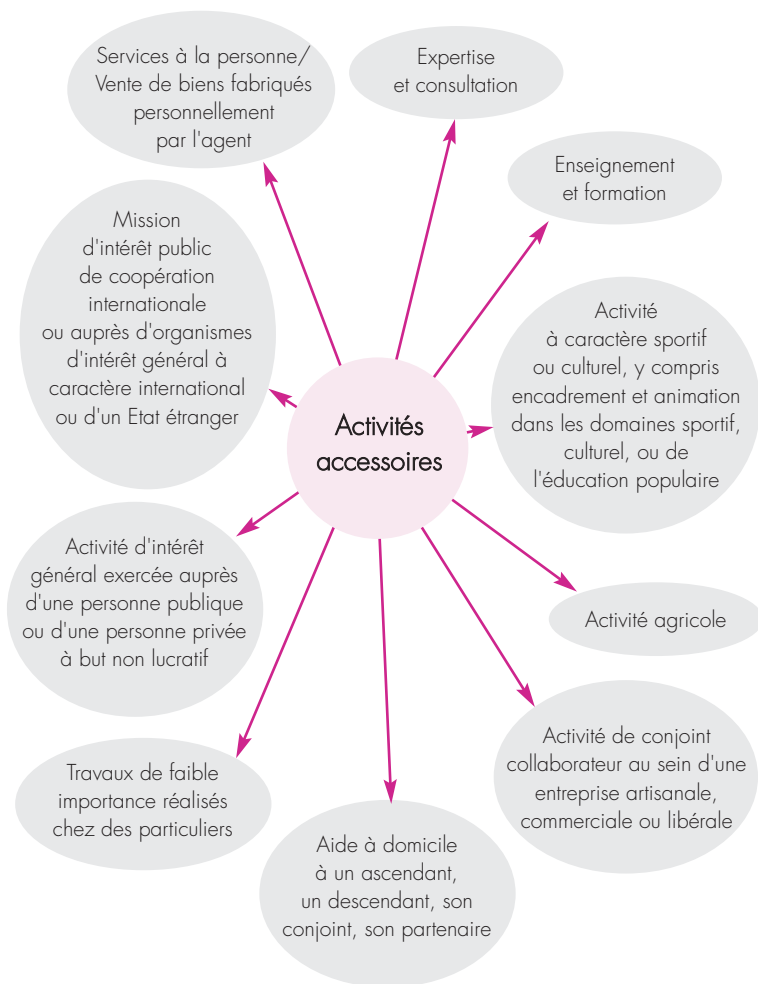 Services à la personne/
Vente de biens fabriqués
personnellement
par l'agent
Expertise
et consultation
Enseignement
et formation
Mission
d'intérêt public
de coopération
internationale
ou auprès d'organismes
d'intérêt général à
caractère international
ou d'un Etat étranger
Activité
à caractère sportif
ou culturel, y compris
encadrement et animation
dans les domaines sportif,
culturel, ou de
l'éducation populaire
Activités
accessoires
Activité d'intérêt
général exercée auprès
d'une personne publique
ou d'une personne privée
à but non lucratif
Activité agricole
Activité de conjoint
collaborateur au sein d'une
entreprise artisanale,
commerciale ou libérale
Travaux de faible
importance réalisés
chez des particuliers
Aide à domicile
à un ascendant,
un descendant, son
conjoint, son partenaire